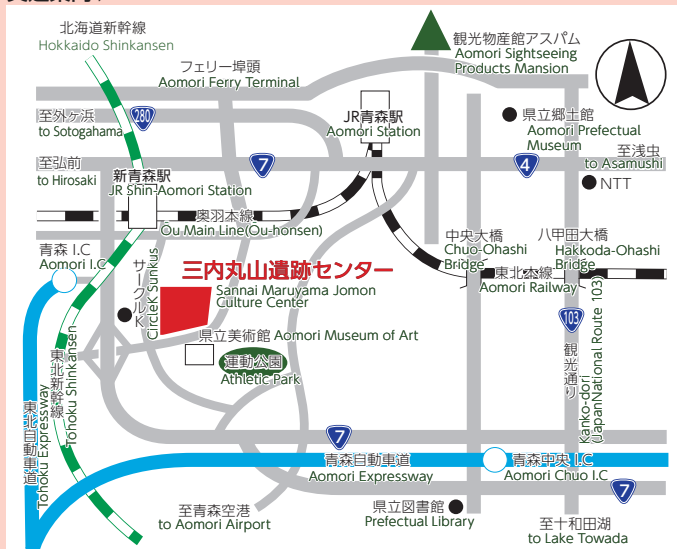 北海道新幹線
Hokkaido Shinkansen
フェリー埠頭
Aomori Ferry Terminal
観光物産館アスパム
Aomori Sightseeing
Products Mansion
至外ヶ浜
to Sotogahama
280
JR青森駅
Aomori Station
県立郷土館
Aomori Prefectual
Museum
至弘前
to Hirosaki
新青森駅
JR Shin-Aomori Station
7
4
至浅虫
to Asamushi
NTT
奥羽本線
Ou Main Line(Ou-honsen)
青森 I.C
Aomori I.C
サークルK
CircleK Sunkus
三内丸山遺跡センター
Sannai Maruyama Jomon
Culture Center
中央大橋
Chuo-Ohashi
Bridge
八甲田大橋
Hakkoda-Ohashi
Bridge
東北本線
Aomori Railway
103
県立美術館 Aomori Museum of Art
運動公園
Athletic Park
観光通り
Kanko-dori
(JapanNational Route 103)
東北新幹線
Tohoku Shinkansen
東北自動車道
Tohoku Expressway
7
青森自動車道
Aomori Expressway
青森中央 I.C
Aomori Chuo I.C
7
至青森空港
to Aomori Airport
県立図書館
Prefectual Library
至十和田湖
to Lake Towada